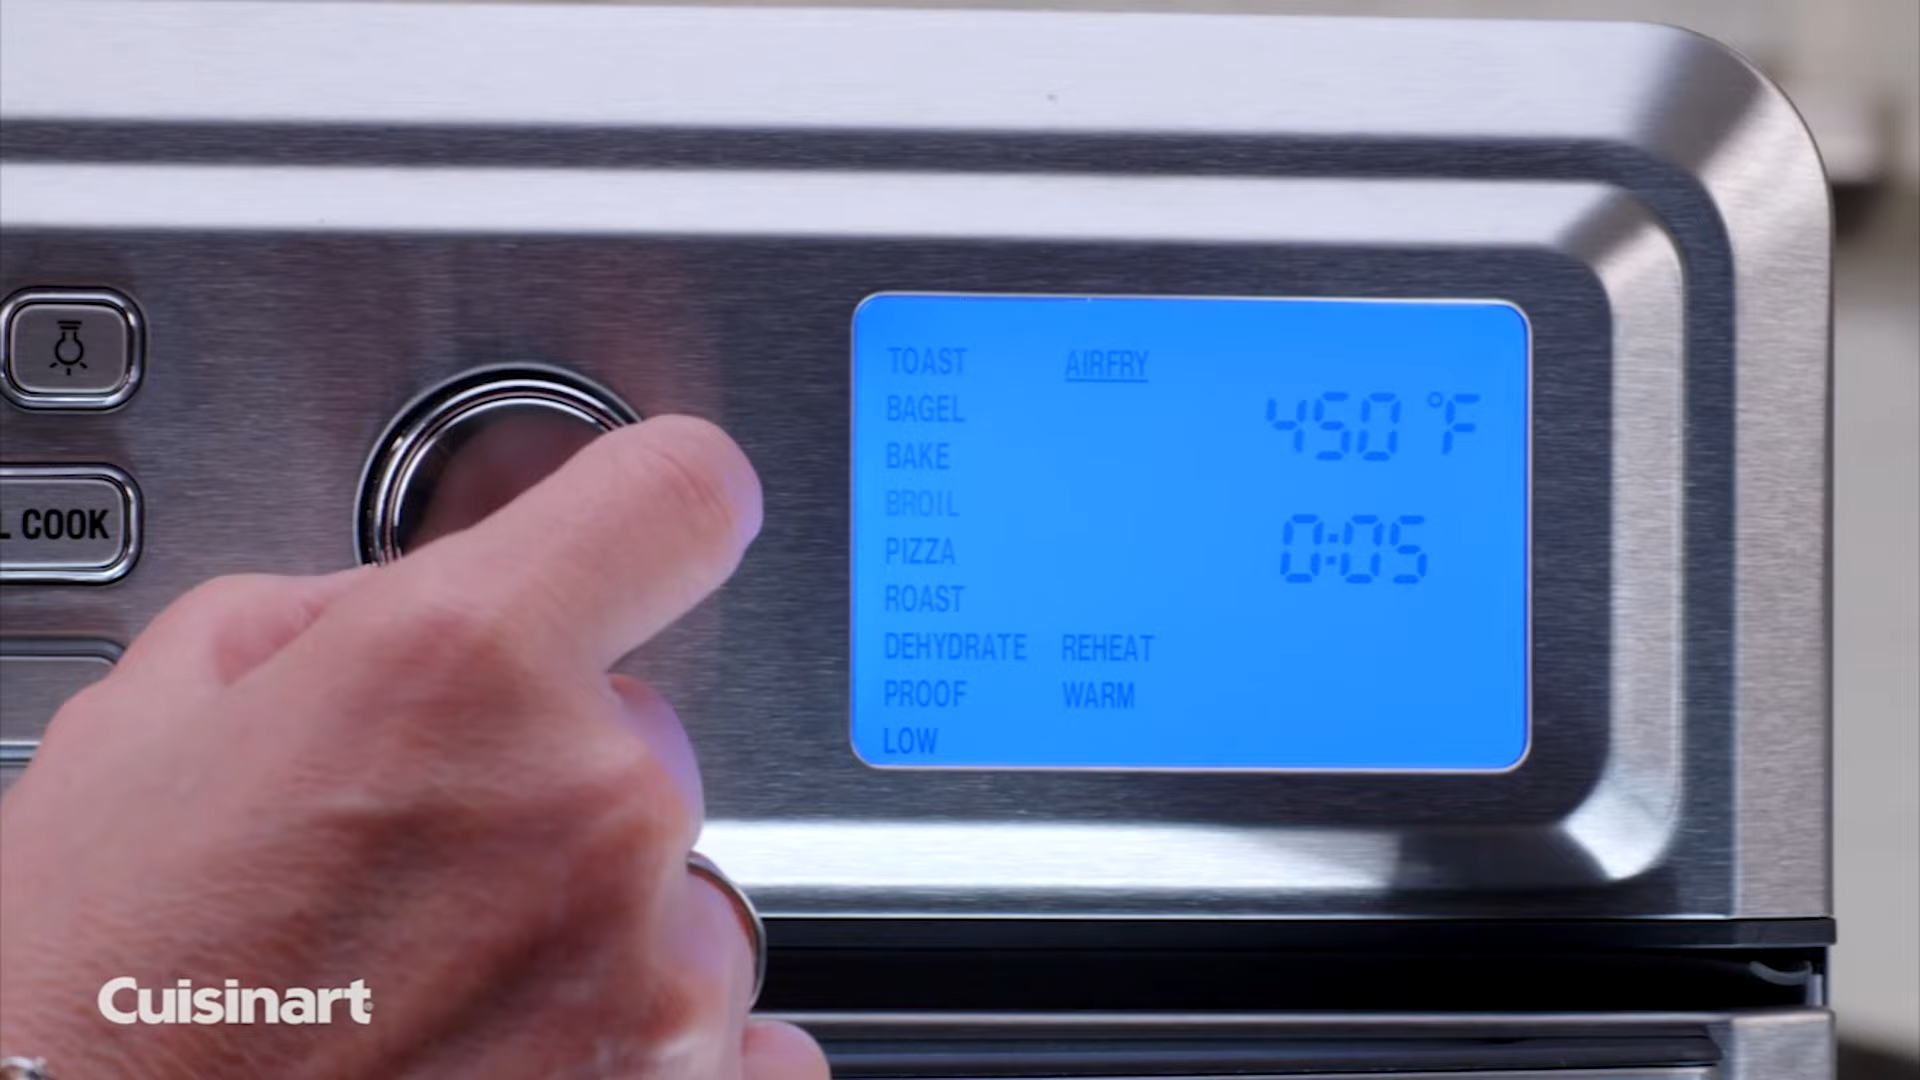 TOAST AIRFRY
BAGEL
450 °F
BAKE
BROIL
L COOK
PIZZA
0:05
ROAST
DEHYDRATE REHEAT
PROOF WARM
LOW
Cuisinart